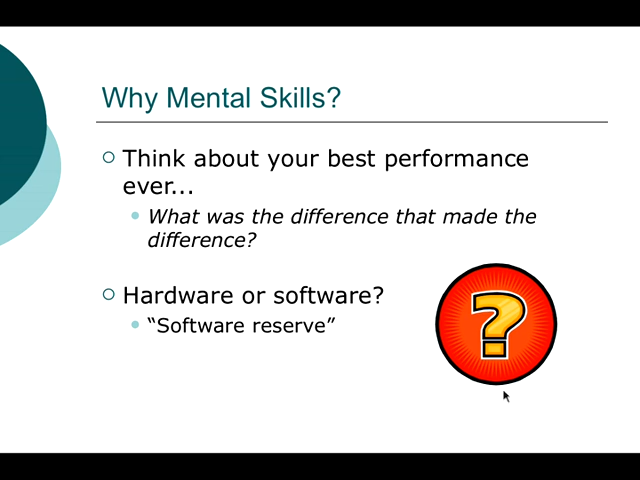 Why Mental Skills?
Think about your best performance
ever...
What was the difference that made the
difference?
Hardware or software?
“Software reserve”
?